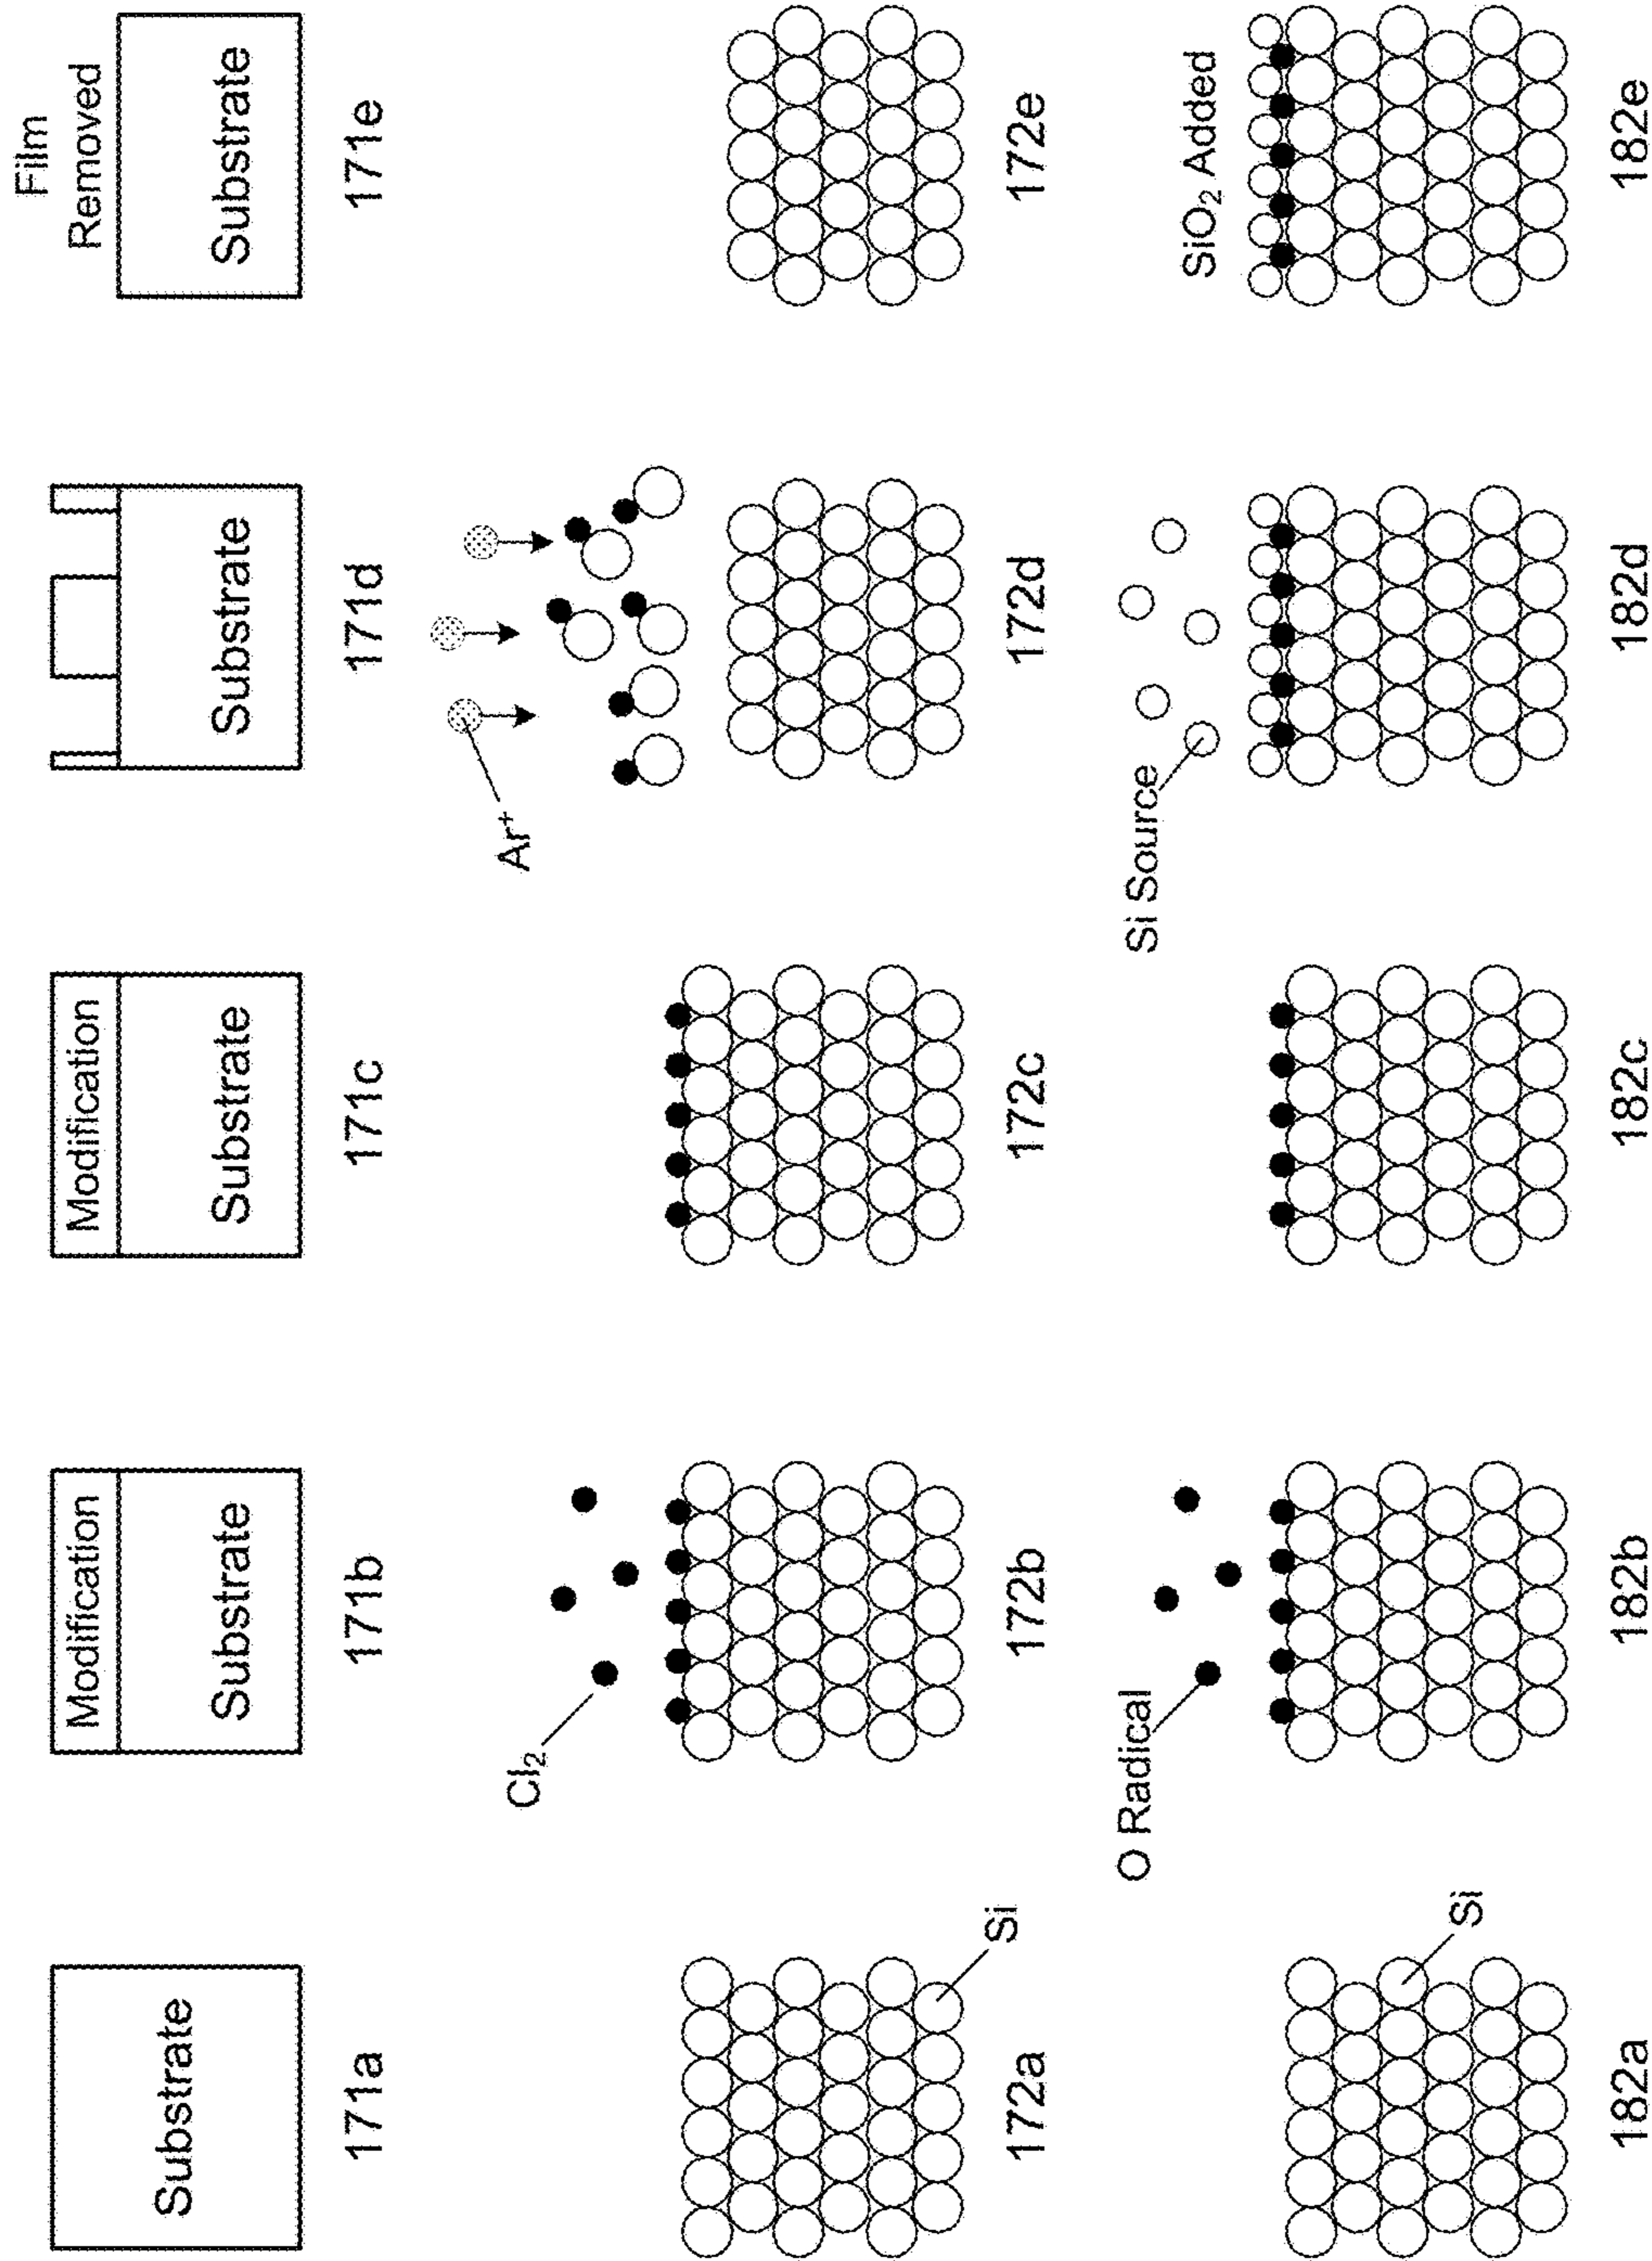 Substrate
Modification
Substrate
Modification
Substrate
Substrate
Film
Removed
Substrate
171a
171b
171c
171d
171e
Cl₂
Ar⁺
Si
172a
172b
172c
172d
172e
O Radical
Si Source
SiO₂ Added
Si
182a
182b
182c
182d
182e